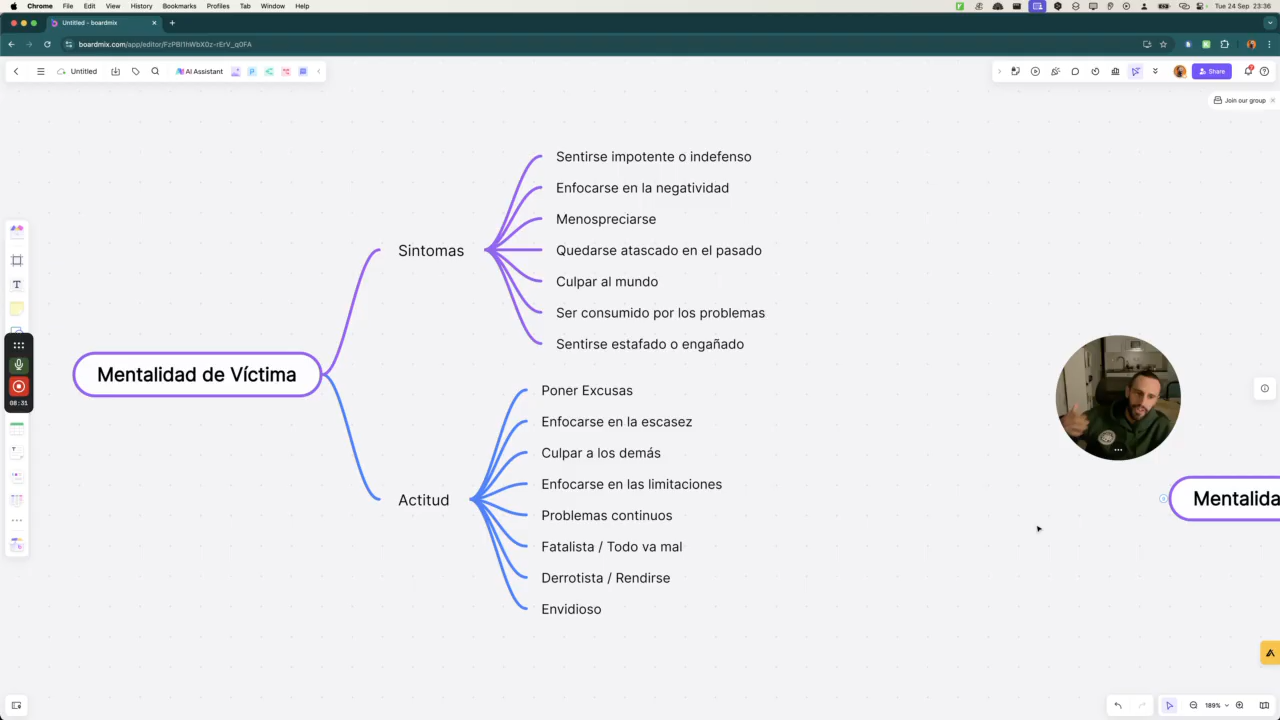 Chrome File Edit View History Bookmarks Profiles Tab Window Help Tue 24 Sep 23:36
Untitled - boardmix
boardmix.com/app/editor/FzPBI1hWbX0z-rErV_q0FA
Untitled AI Assistant Share
Join our group
Sentirse impotente o indefenso
Enfocarse en la negatividad
Menospreciarse
Sintomas
Quedarse atascado en el pasado
Culpar al mundo
Ser consumido por los problemas
Sentirse estafado o engañado
Mentalidad de Víctima
Poner Excusas
Enfocarse en la escasez
Culpar a los demás
Enfocarse en las limitaciones
Actitud
Problemas continuos
Fatalista / Todo va mal
Derrotista / Rendirse
Envidioso
Mentalida
08:31
189%